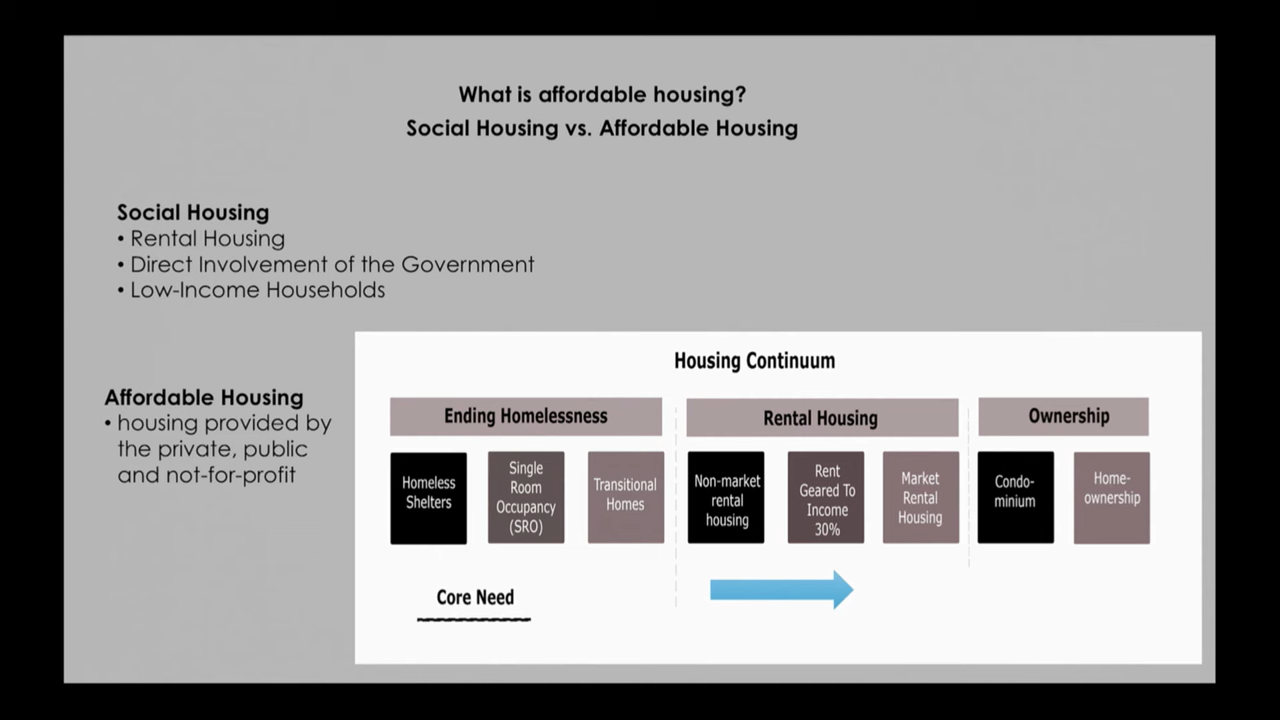 What is affordable housing?
Social Housing vs. Affordable Housing
Social Housing
• Rental Housing
• Direct Involvement of the Government
• Low-Income Households
Affordable Housing
• housing provided by
the private, public
and not-for-profit
Housing Continuum
Ending Homelessness
Rental Housing
Ownership
Homeless
Shelters
Single
Room
Occupancy
(SRO)
Transitional
Homes
Non-market
rental
housing
Rent
Geared To
Income
30%
Market
Rental
Housing
Condo-
minium
Home-
ownership
Core Need